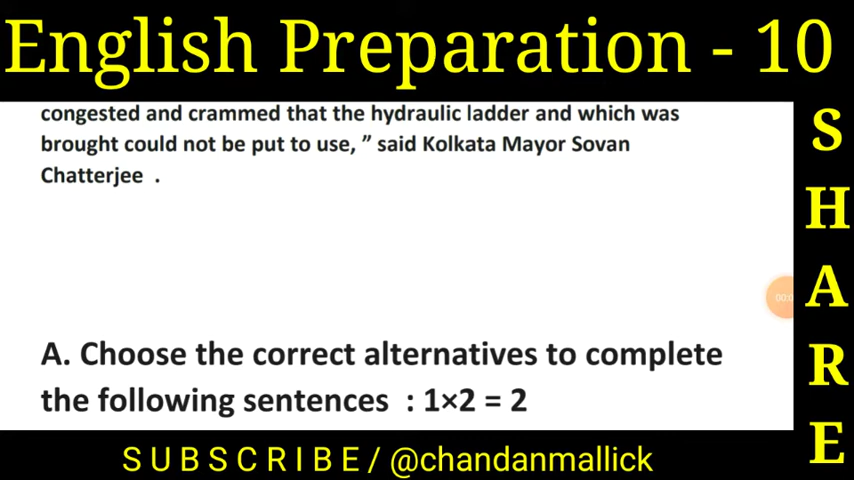 English Preparation - 10
congested and crammed that the hydraulic ladder and which was
brought could not be put to use, ” said Kolkata Mayor Sovan
Chatterjee .
A. Choose the correct alternatives to complete
the following sentences : 1×2 = 2
SHARE
SUBSCRIBE/ @chandanmallick